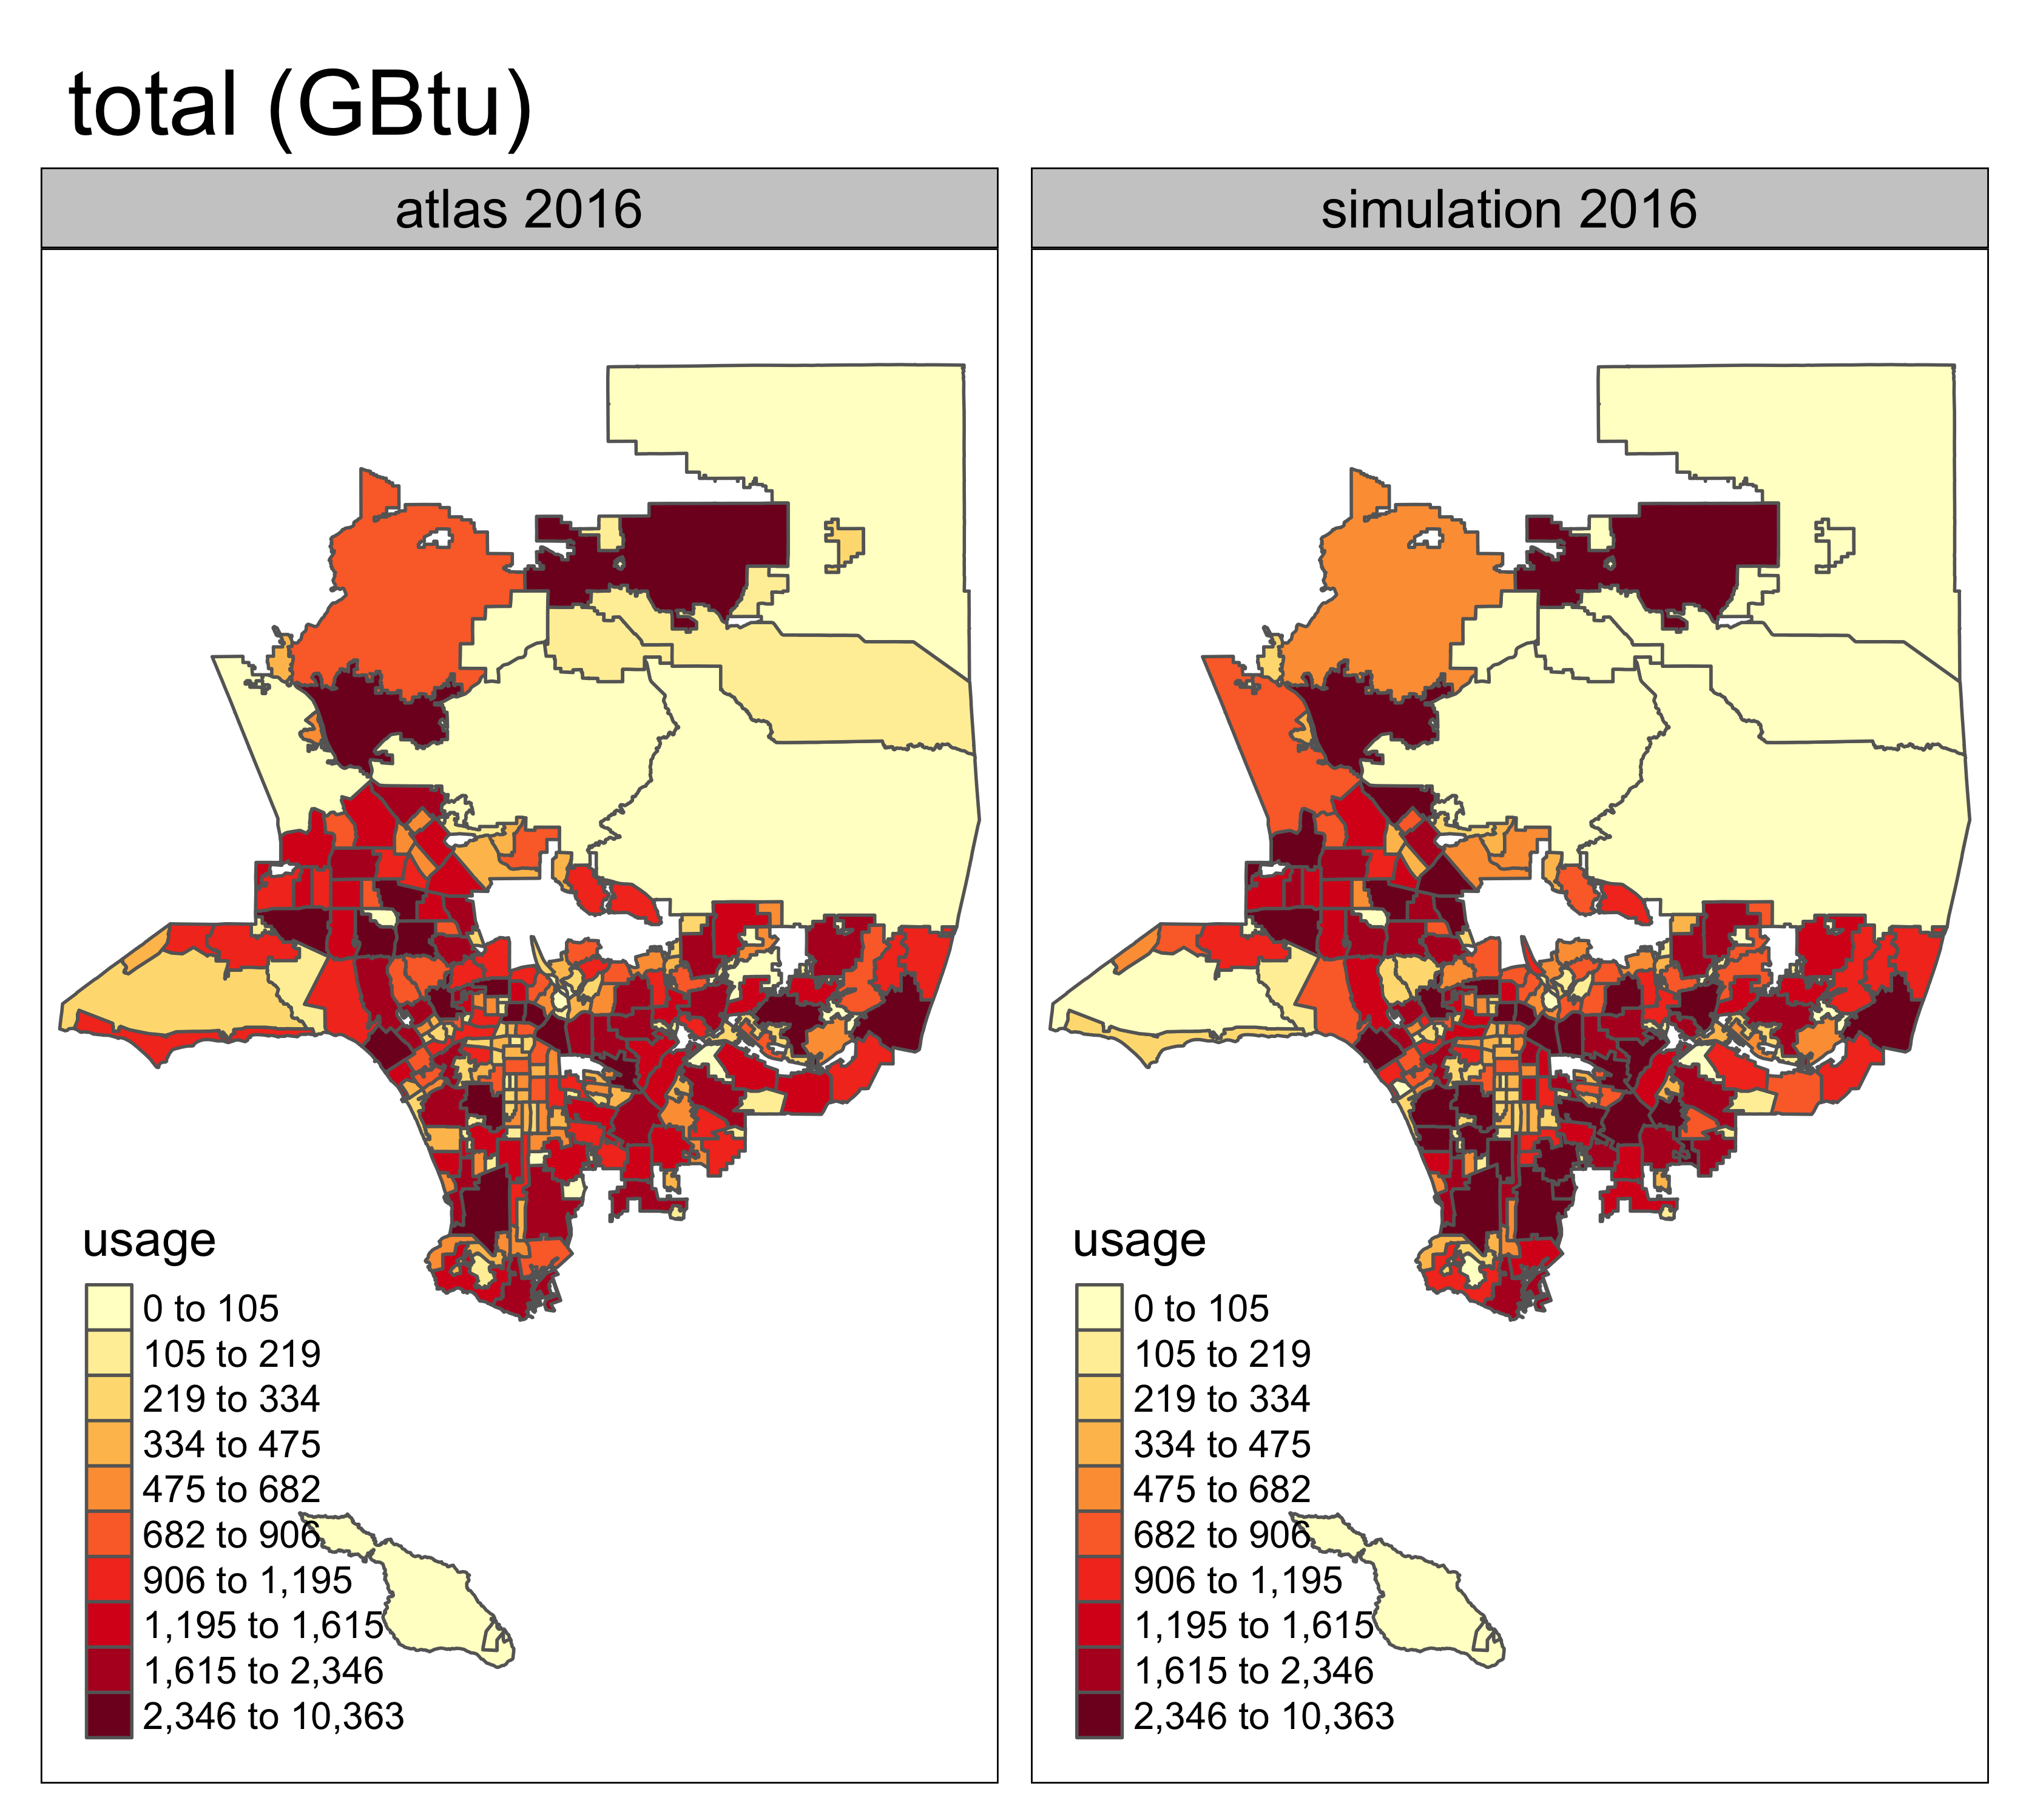 total (GBtu)
atlas 2016
simulation 2016
usage
0 to 105
105 to 219
219 to 334
334 to 475
475 to 682
682 to 906
906 to 1,195
1,195 to 1,615
1,615 to 2,346
2,346 to 10,363
usage
0 to 105
105 to 219
219 to 334
334 to 475
475 to 682
682 to 906
906 to 1,195
1,195 to 1,615
1,615 to 2,346
2,346 to 10,363